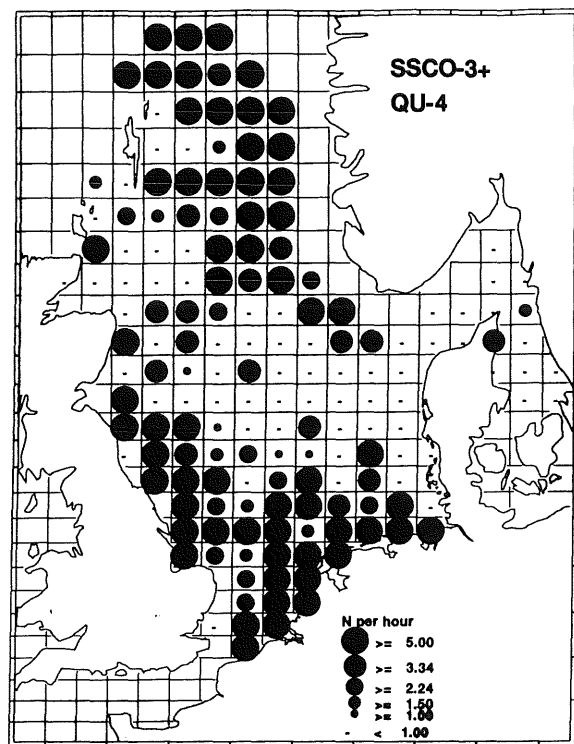 SSCO-3+
QU-4
N per hour
>= 5.00
>= 3.34
>= 2.24
>= 1.50
>= 1.00
- < 1.00